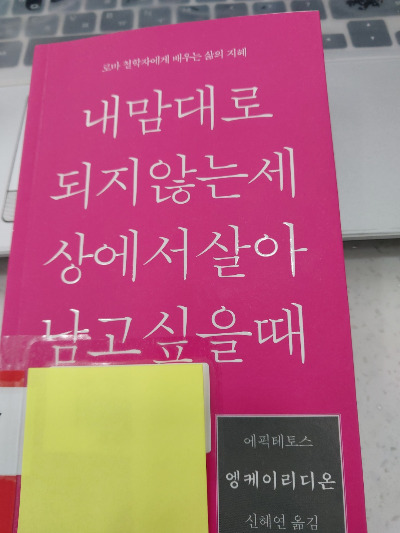 로마 철학자에게 배우는 삶의 지혜
내맘대로
되지않는세
상에서살아
남고싶을때
에픽테토스
엥케이리디온
신혜연 옮김